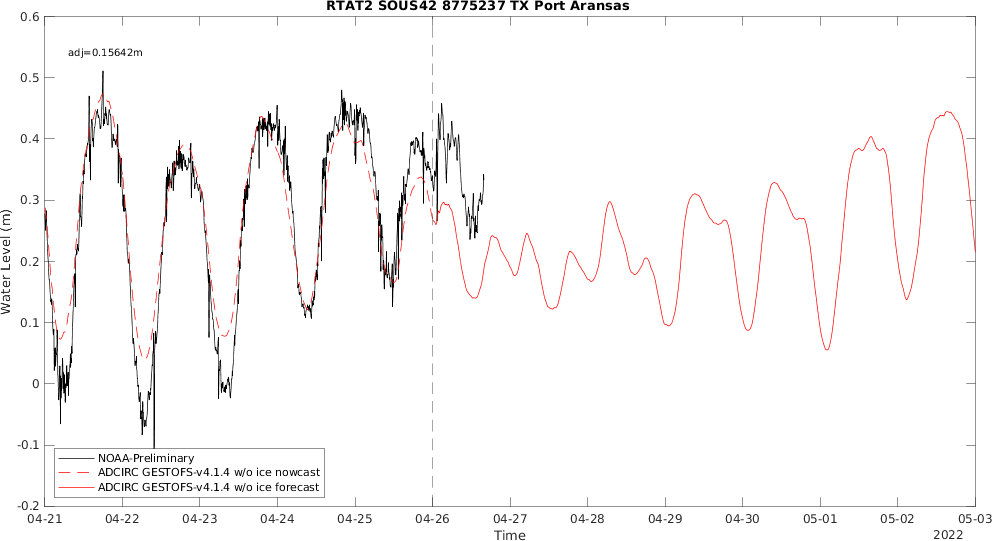 RTAT2 SOUS42 8775237 TX Port Aransas
adj=0.15642m
0.6
0.5
0.4
0.3
0.2
0.1
0
-0.1
-0.2
Water Level (m)
NOAA-Preliminary
ADCIRC GESTOFS-v4.1.4 w/o ice nowcast
ADCIRC GESTOFS-v4.1.4 w/o ice forecast
04-21 04-22 04-23 04-24 04-25 04-26 04-27 04-28 04-29 04-30 05-01 05-02 05-03
Time
2022